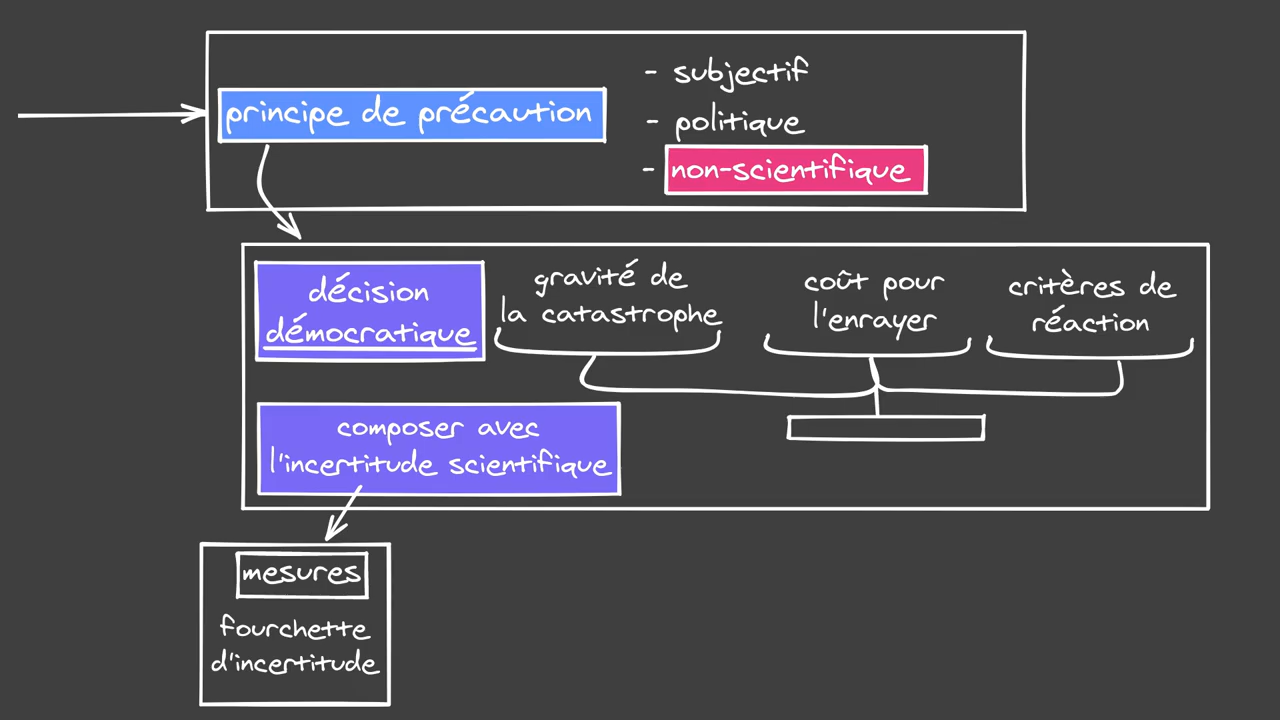 principe de précaution
- subjectif
- politique
- non-scientifique
décision
démocratique
gravité de
la catastrophe
coût pour
l'enrayer
critères de
réaction
composer avec
l'incertitude scientifique
mesures
fourchette
d'incertitude